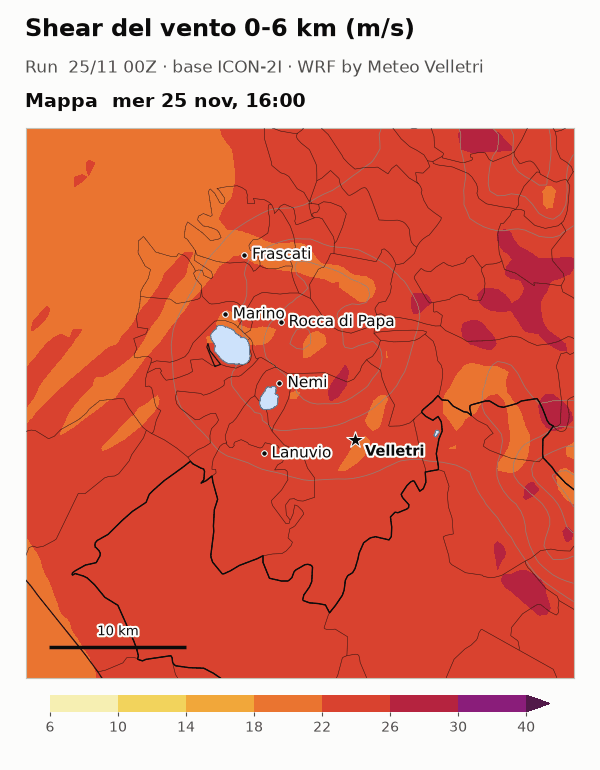 Shear del vento 0-6 km (m/s)
Run  25/11 00Z · base ICON-2I · WRF by Meteo Velletri
Mappa  mer 25 nov, 16:00
Frascati
Marino
Rocca di Papa
Nemi
Velletri
Lanuvio
10 km
6 10 14 18 22 26 30 40